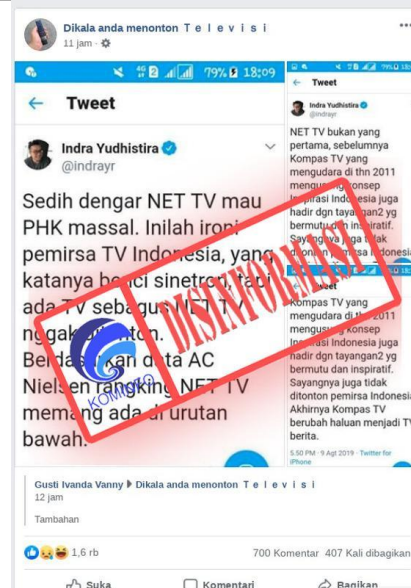 Dikala anda menonton T e l e v i s i
11 jam ·
79% 18:09
Tweet
Indra Yudhistira
@indrayr
Sedih dengar NET TV mau
PHK massal. Inilah ironi
pemirsa TV Indonesia, yang
katanya benci sinetron, tapi
ada TV sebagus NET TV
nggak ditonton.
Berdasarkan data AC
Nielsen rangking NET TV
memang ada di urutan
bawah.
Tweet
Indra Yudhistira
@indrayr
NET TV bukan yang
pertama, sebelumnya
Kompas TV yang
mengudara di thn 2011
mengusung konsep
Inspirasi Indonesia juga
hadir dgn tayangan2 yg
bermutu dan inspiratif.
Sayangnya juga tidak
ditonton pemirsa Indonesia
Tweet
Kompas TV yang
mengudara di thn 2011
mengusung konsep
Inspirasi Indonesia juga
hadir dgn tayangan2 yg
bermutu dan inspiratif.
Sayangnya juga tidak
ditonton pemirsa Indonesia
Akhirnya Kompas TV
berubah haluan menjadi TV
berita.
5.50 PM · 9 Agt 2019 · Twitter for
iPhone
DISINFORMASI
KOMINFO
Gusti Ivanda Vanny ▸ Dikala anda menonton T e l e v i s i
12 jam
Tambahan
1,6 rb
700 Komentar 407 Kali dibagikan
Suka Komentari Bagikan